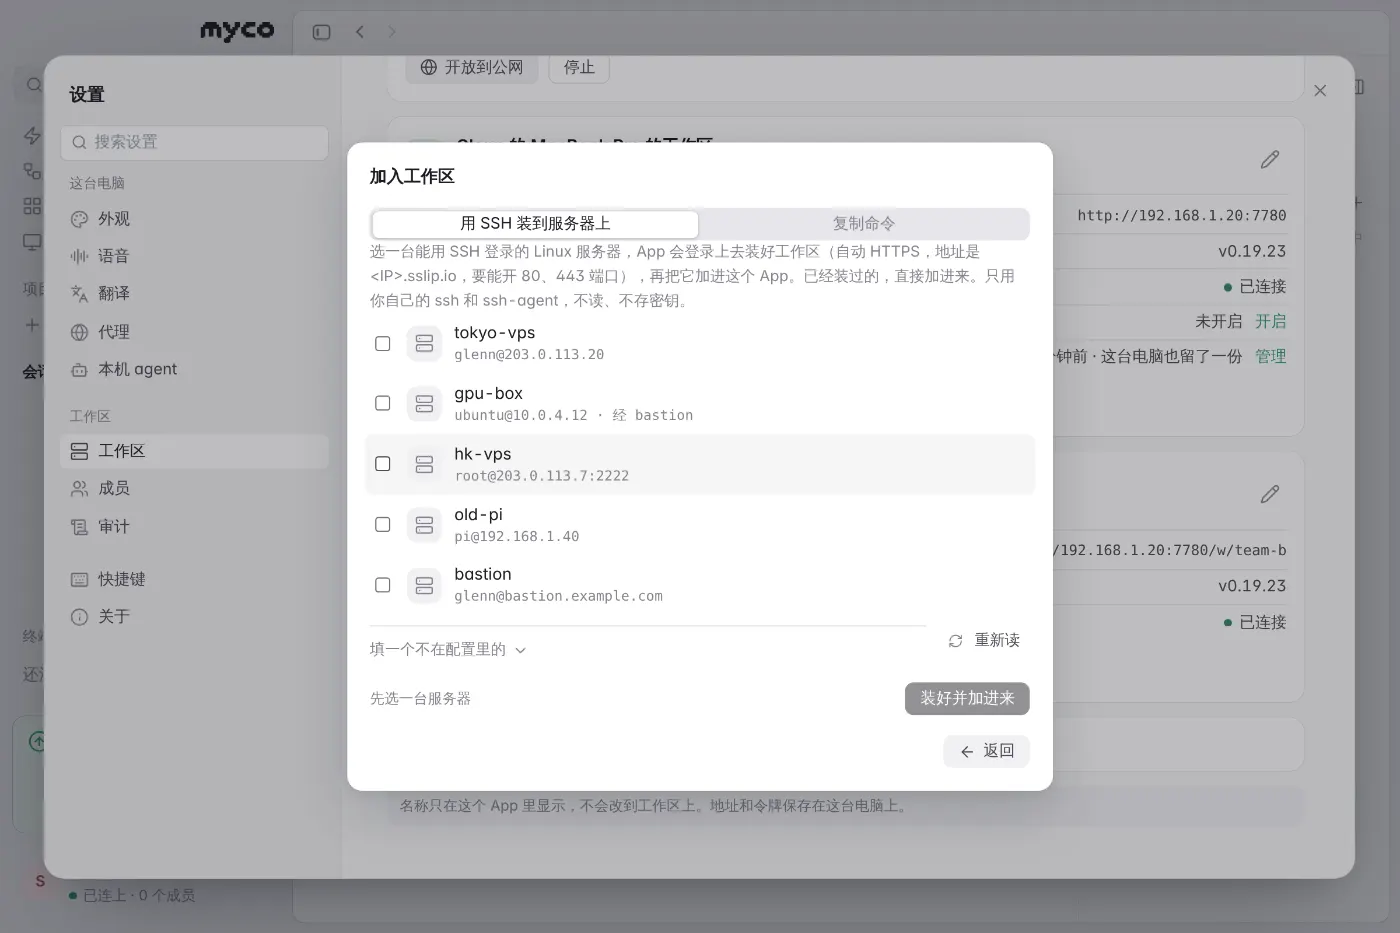 myco
开放到公网
停止
设置
搜索设置
这台电脑
外观
语音
翻译
代理
本机 agent
工作区
工作区
成员
审计
快捷键
关于
http://192.168.1.20:7780
v0.19.23
已连接
未开启 开启
钟前 · 这台电脑也留了一份 管理
/192.168.1.20:7780/w/team-b
v0.19.23
已连接
加入工作区
用 SSH 装到服务器上
复制命令
选一台能用 SSH 登录的 Linux 服务器，App 会登录上去装好工作区（自动 HTTPS，地址是
<IP>.sslip.io，要能开 80、443 端口），再把它加进这个 App。已经装过的，直接加进来。只用
你自己的 ssh 和 ssh-agent，不读、不存密钥。
tokyo-vps
glenn@203.0.113.20
gpu-box
ubuntu@10.0.4.12 · 经 bastion
hk-vps
root@203.0.113.7:2222
old-pi
pi@192.168.1.40
bastion
glenn@bastion.example.com
填一个不在配置里的
重新读
先选一台服务器
装好并加进来
返回
名称只在这个 App 里显示，不会改到工作区上。地址和令牌保存在这台电脑上。
S
已连上 · 0 个成员